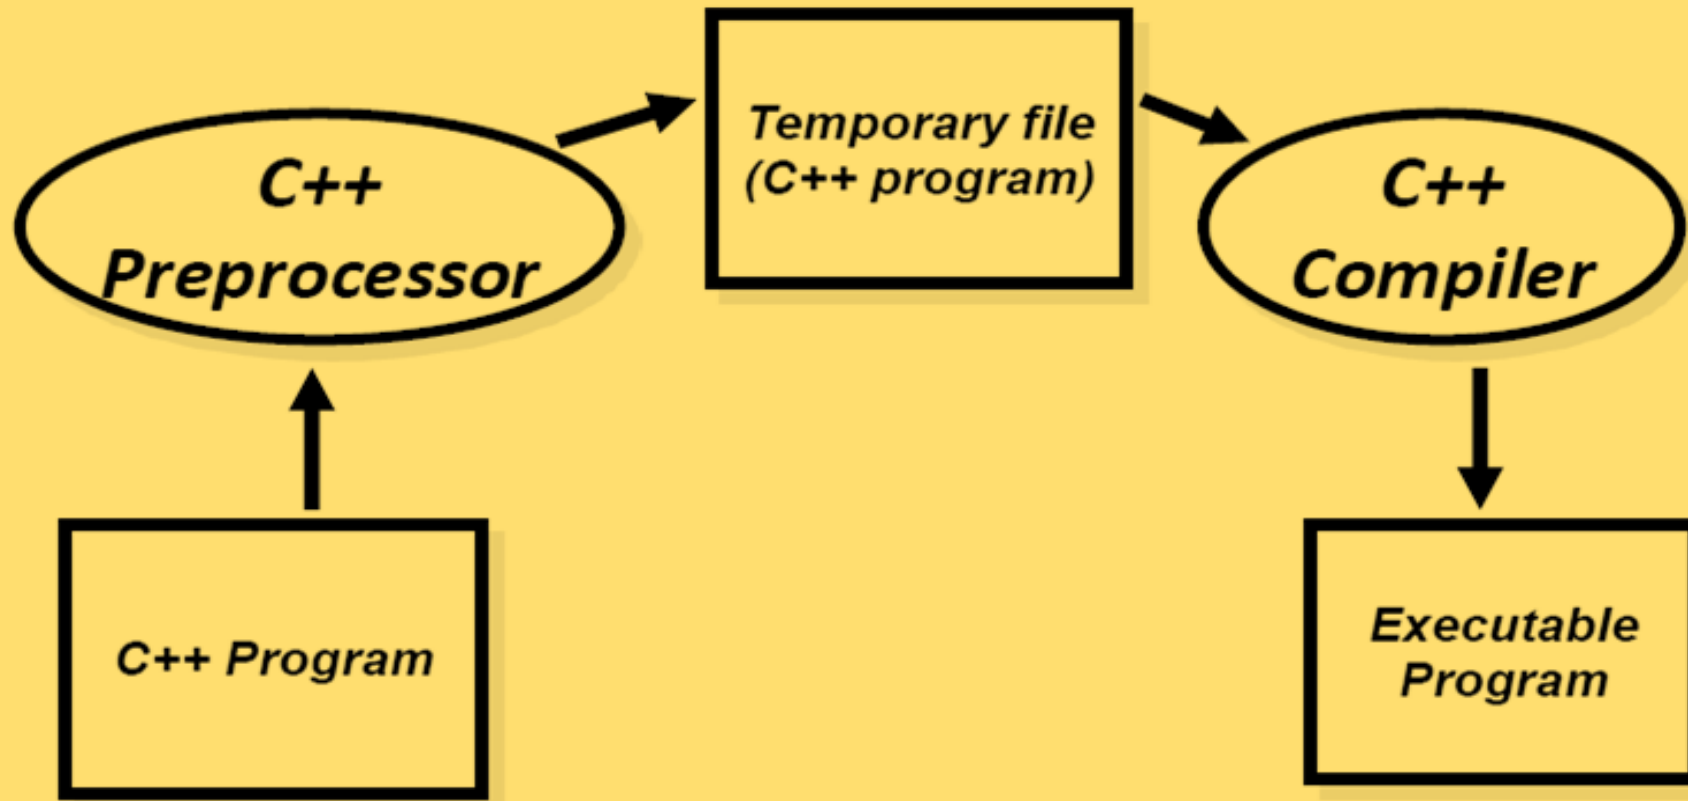 C++ Program
C++
Preprocessor
Temporary file
(C++ program)
C++
Compiler
Executable
Program